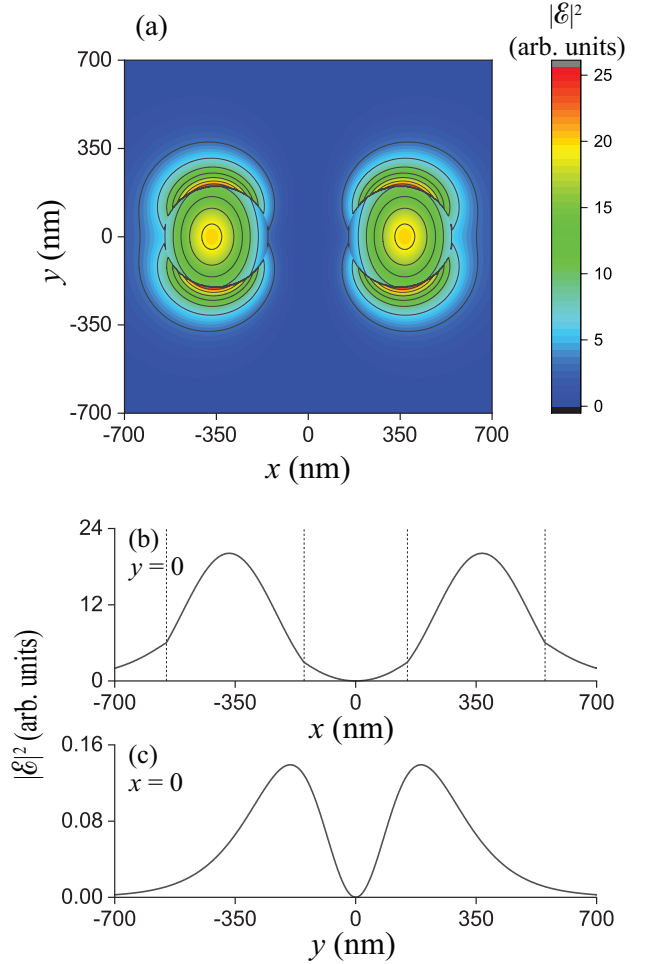 (a)
|ℰ|²
(arb. units)
700
350
0
-350
-700
y (nm)
-700 -350 0 350 700
x (nm)
25
20
15
10
5
0
(b)
y = 0
24
12
0
-700 -350 0 350 700
x (nm)
|ℰ|² (arb. units)
(c)
x = 0
0.16
0.08
0.00
-700 -350 0 350 700
y (nm)